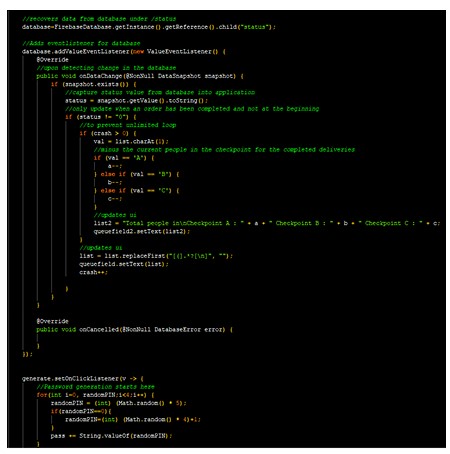 //recovers data from database under /status
database=FirebaseDatabase.getInstance().getReference().child("status");
//Adds eventlistener for database
database.addValueEventListener(new ValueEventListener() {
@Override
//upon detecting change in the database
public void onDataChange(@NonNull DataSnapshot snapshot) {
if (snapshot.exists()) {
//capture status value from database into application
status = snapshot.getValue().toString();
//only update when an order has been completed and not at the beginning
if (status != "0") {
//to prevent unlimited loop
if (crash > 0) {
val = list.charAt(1);
//minus the current people in the checkpoint for the completed deliveries
if (val == 'A') {
a--;
} else if (val == 'B') {
b--;
} else if (val == 'C') {
c--;
}
//updates ui
list2 = "Total people in\nCheckpoint A : " + a + " Checkpoint B : " + b + " Checkpoint C : " + c;
queuefield2.setText(list2);
}
//updates ui
list = list.replaceFirst("[(].*?[\n]", "");
queuefield.setText(list);
crash++;
}
}
}
@Override
public void onCancelled(@NonNull DatabaseError error) {
}
});
generate.setOnClickListener(v -> {
//Password generation starts here
for(int i=0, randomPIN;i<4;i++) {
randomPIN = (int) (Math.random() * 5);
if(randomPIN==0){
randomPIN=(int) (Math.random() * 4)+1;
}
pass += String.valueOf(randomPIN);
}